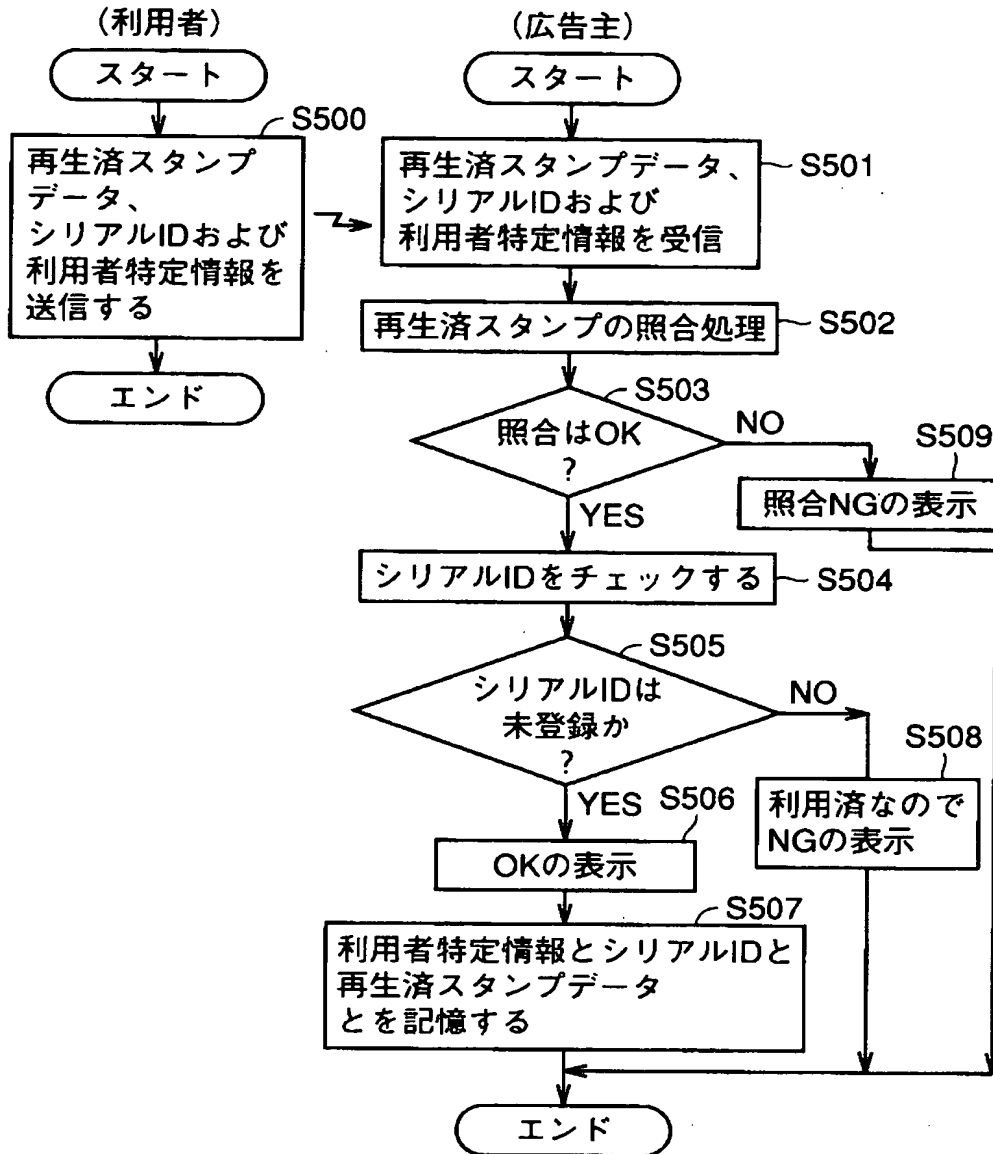 (利用者)
スタート
S500
再生済スタンプ
データ、
シリアルIDおよび
利用者特定情報を
送信する
エンド
(広告主)
スタート
S501
再生済スタンプデータ、
シリアルIDおよび
利用者特定情報を受信
再生済スタンプの照合処理
S502
S503
照合はOK
?
NO
YES
S509
照合NGの表示
シリアルIDをチェックする
S504
S505
シリアルIDは
未登録か
?
NO
YES
S508
利用済なので
NGの表示
S506
OKの表示
S507
利用者特定情報とシリアルIDと
再生済スタンプデータ
とを記憶する
エンド